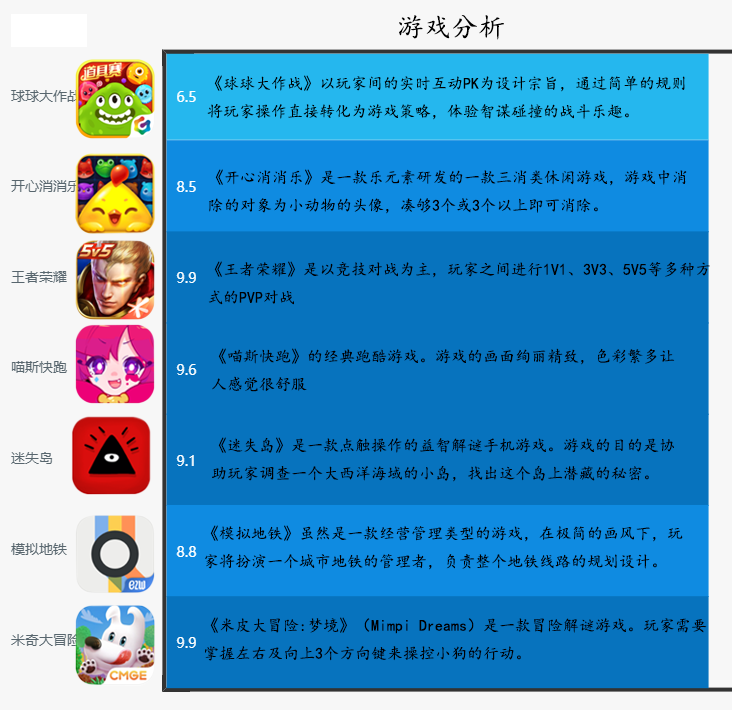 游戏分析
球球大作战
道具赛
6.5
《球球大作战》以玩家间的实时互动PK为设计宗旨，通过简单的规则
将玩家操作直接转化为游戏策略，体验智谋碰撞的战斗乐趣。
开心消消乐
8.5
《开心消消乐》是一款乐元素研发的一款三消类休闲游戏，游戏中消
除的对象为小动物的头像，凑够3个或3个以上即可消除。
王者荣耀
5V5
9.9
《王者荣耀》是以竞技对战为主，玩家之间进行1V1、3V3、5V5等多种方
式的PVP对战
喵斯快跑
9.6
《喵斯快跑》的经典跑酷游戏。游戏的画面绚丽精致，色彩繁多让
人感觉很舒服
迷失岛
9.1
《迷失岛》是一款点触操作的益智解谜手机游戏。游戏的目的是协
助玩家调查一个大西洋海域的小岛，找出这个岛上潜藏的秘密。
模拟地铁
8.8
《模拟地铁》虽然是一款经营管理类型的游戏，在极简的画风下，玩
家将扮演一个城市地铁的管理者，负责整个地铁线路的规划设计。
米奇大冒险
CMGE
9.9
《米皮大冒险:梦境》（Mimpi Dreams）是一款冒险解谜游戏。玩家需要
掌握左右及向上3个方向键来操控小狗的行动。